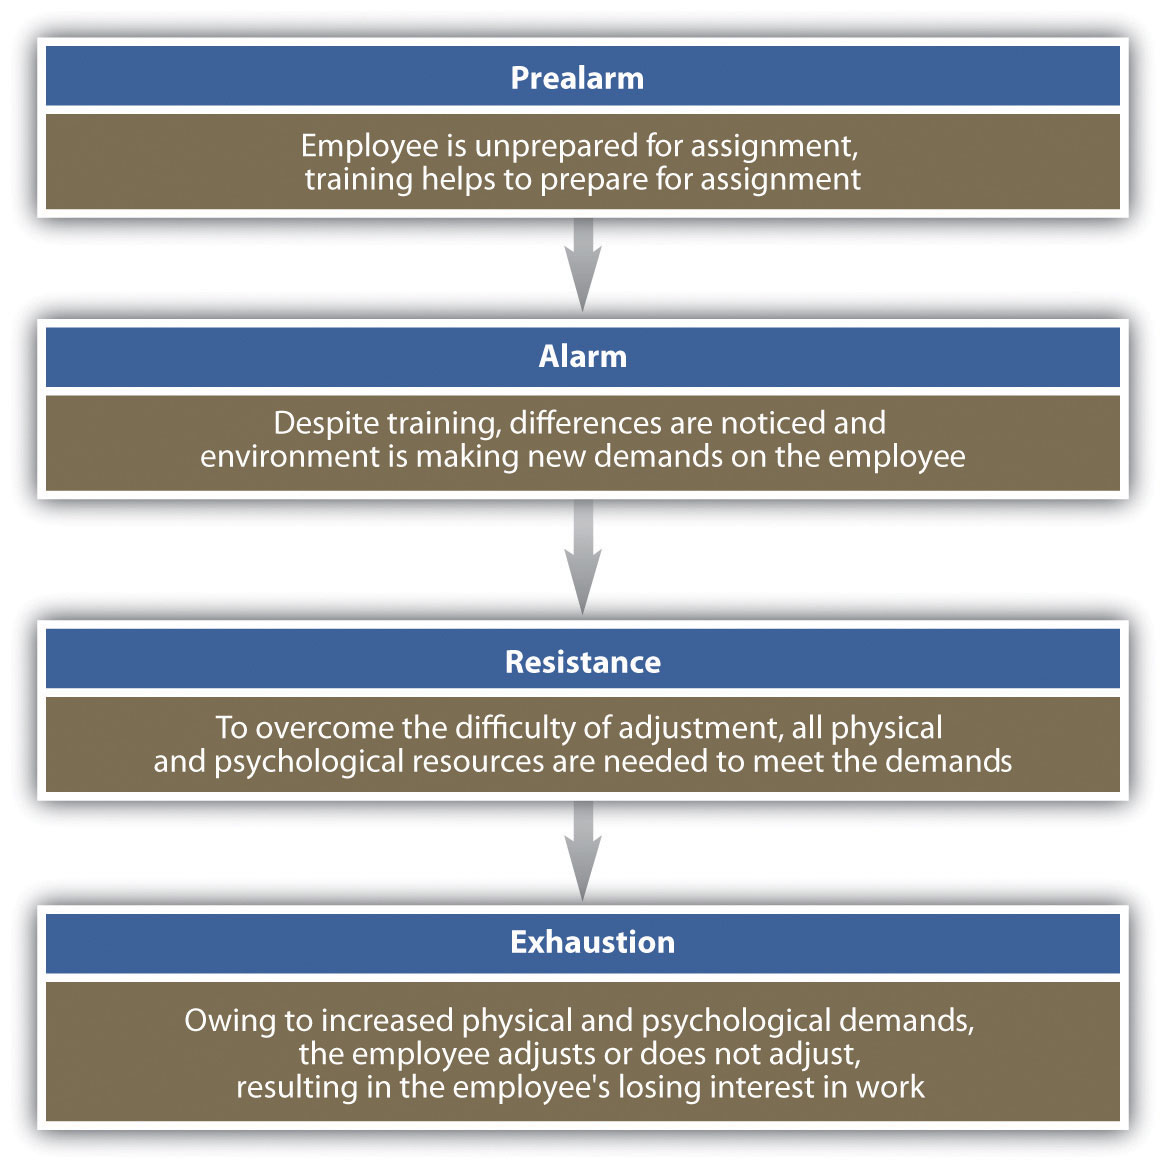 Prealarm
Employee is unprepared for assignment,
training helps to prepare for assignment
Alarm
Despite training, differences are noticed and
environment is making new demands on the employee
Resistance
To overcome the difficulty of adjustment, all physical
and psychological resources are needed to meet the demands
Exhaustion
Owing to increased physical and psychological demands,
the employee adjusts or does not adjust,
resulting in the employee's losing interest in work